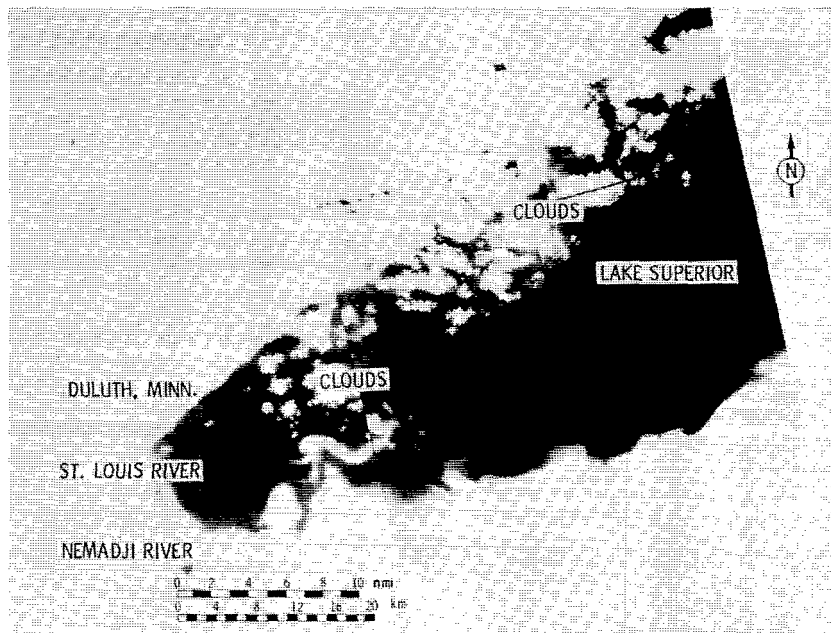 N
CLOUDS
LAKE SUPERIOR
CLOUDS
DULUTH, MINN.
ST. LOUIS RIVER
NEMADJI RIVER
0 2 4 6 8 10 nmi
0 4 8 12 16 20 km